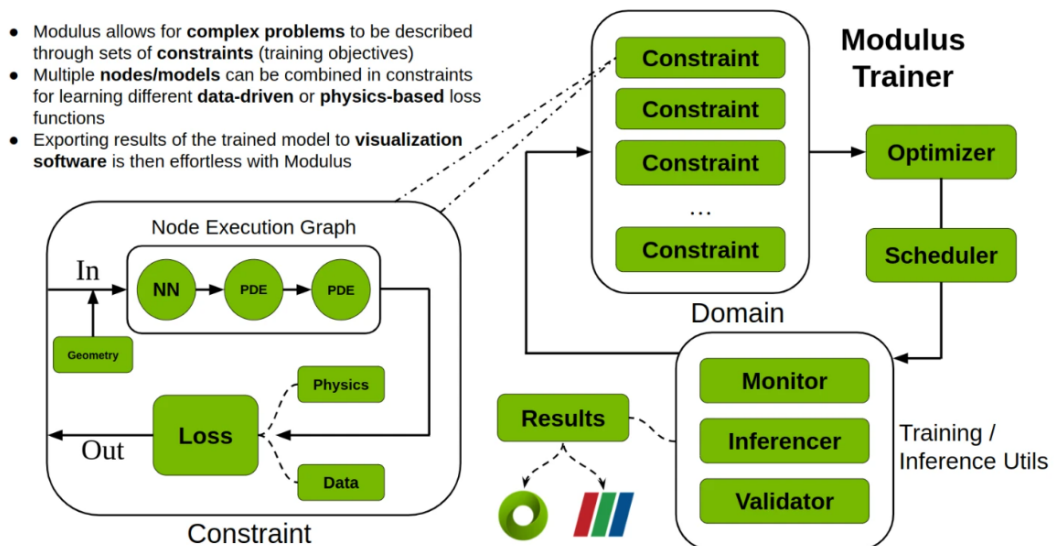 ● Modulus allows for complex problems to be described
through sets of constraints (training objectives)
● Multiple nodes/models can be combined in constraints
for learning different data-driven or physics-based loss
functions
● Exporting results of the trained model to visualization
software is then effortless with Modulus
Modulus
Trainer
Constraint
Constraint
Constraint
...
Constraint
Domain
Optimizer
Scheduler
Node Execution Graph
In
NN
PDE
PDE
Geometry
Physics
Loss
Out
Data
Constraint
Results
Monitor
Inferencer
Validator
Training /
Inference Utils